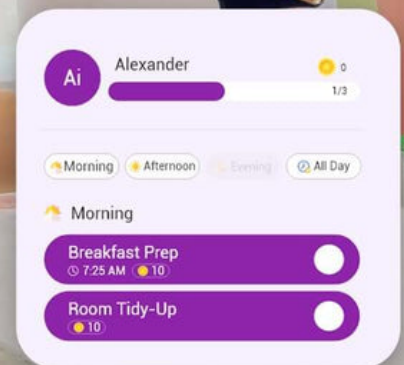 Ai
Alexander
0
1/3
Morning
Afternoon
Evening
All Day
Morning
Breakfast Prep
7:25 AM 10
Room Tidy-Up
10